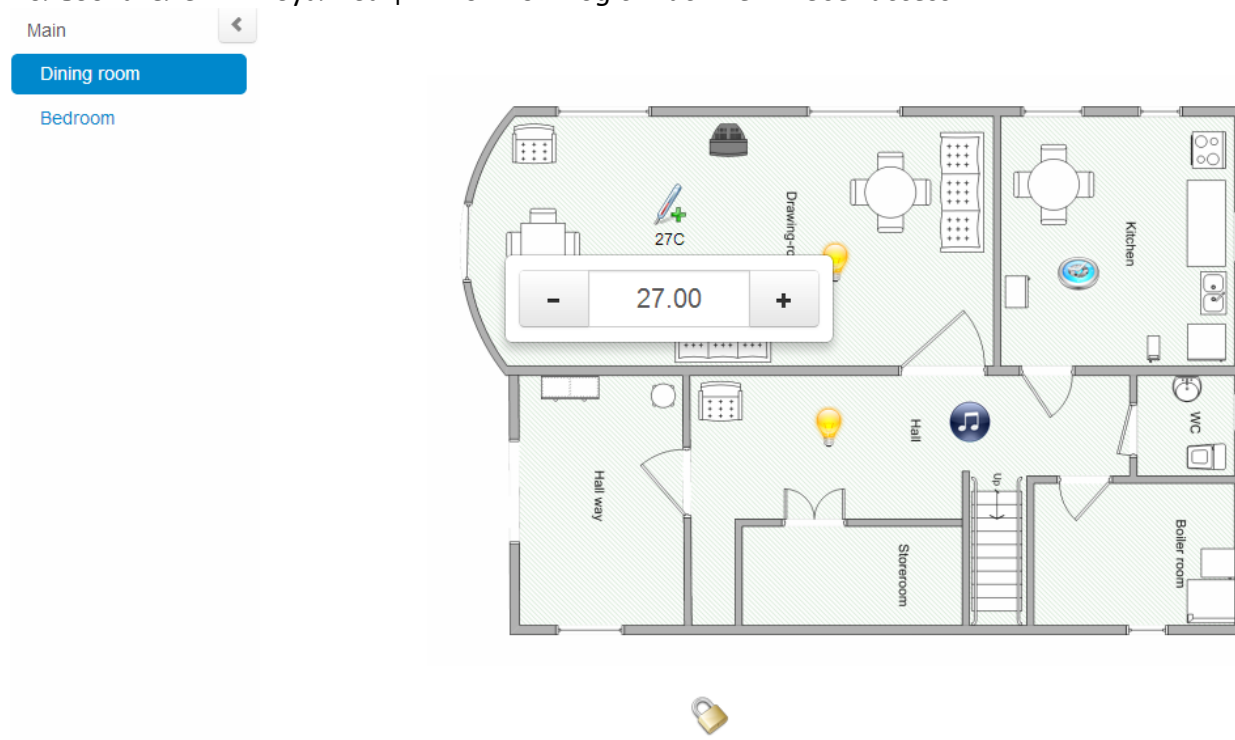 Main
Dining room
Bedroom
27C
Drawing-ro
Kitchen
- 27.00 +
Hall
WC
Hall way
Up
Storeroom
Boiler room